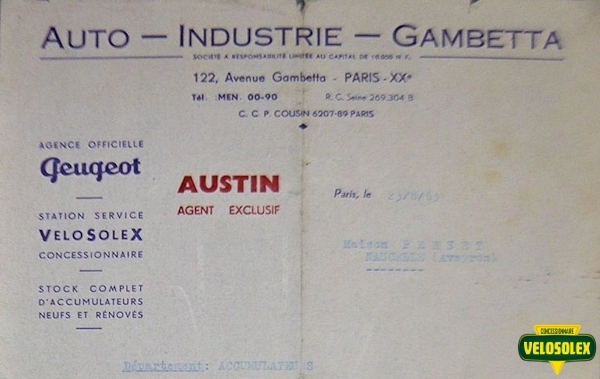 AUTO — INDUSTRIE — GAMBETTA
SOCIÉTÉ A RESPONSABILITÉ LIMITÉE AU CAPITAL DE 10.000 N.F.
122, Avenue Gambetta - PARIS-XXe
Tél. MEN. 00-90 R.C. Seine 269.304 B
C.C.P. COUSIN 6207-89 PARIS
AGENCE OFFICIELLE
Peugeot
STATION SERVICE
VELOSOLEX
CONCESSIONNAIRE
STOCK COMPLET
D'ACCUMULATEURS
NEUFS ET RÉNOVÉS
AUSTIN
AGENT EXCLUSIF
Paris, le
Maison
NAUCELLE (Aveyron)
Département: ACCUMULATEURS
CONCESSIONNAIRE
VELOSOLEX